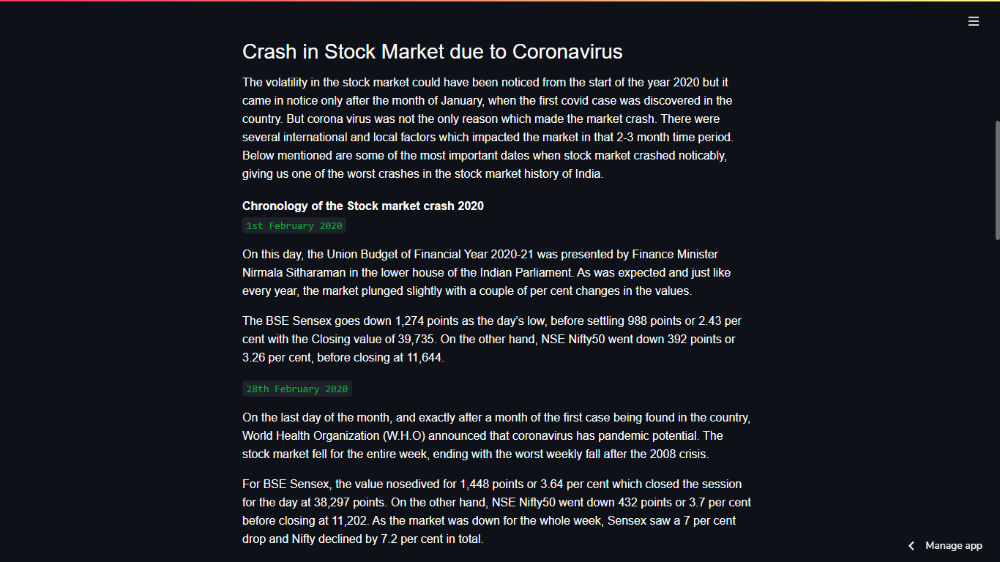 Crash in Stock Market due to Coronavirus
The volatility in the stock market could have been noticed from the start of the year 2020 but it
came in notice only after the month of January, when the first covid case was discovered in the
country. But corona virus was not the only reason which made the market crash. There were
several international and local factors which impacted the market in that 2-3 month time period.
Below mentioned are some of the most important dates when stock market crashed noticably,
giving us one of the worst crashes in the stock market history of India.
Chronology of the Stock market crash 2020
1st February 2020
On this day, the Union Budget of Financial Year 2020-21 was presented by Finance Minister
Nirmala Sitharaman in the lower house of the Indian Parliament. As was expected and just like
every year, the market plunged slightly with a couple of per cent changes in the values.
The BSE Sensex goes down 1,274 points as the day’s low, before settling 988 points or 2.43 per
cent with the Closing value of 39,735. On the other hand, NSE Nifty50 went down 392 points or
3.26 per cent, before closing at 11,644.
28th February 2020
On the last day of the month, and exactly after a month of the first case being found in the country,
World Health Organization (W.H.O) announced that coronavirus has pandemic potential. The
stock market fell for the entire week, ending with the worst weekly fall after the 2008 crisis.
For BSE Sensex, the value nosedived for 1,448 points or 3.64 per cent which closed the session
for the day at 38,297 points. On the other hand, NSE Nifty50 went down 432 points or 3.7 per cent
before closing at 11,202. As the market was down for the whole week, Sensex saw a 7 per cent
drop and Nifty declined by 7.2 per cent in total.
Manage app